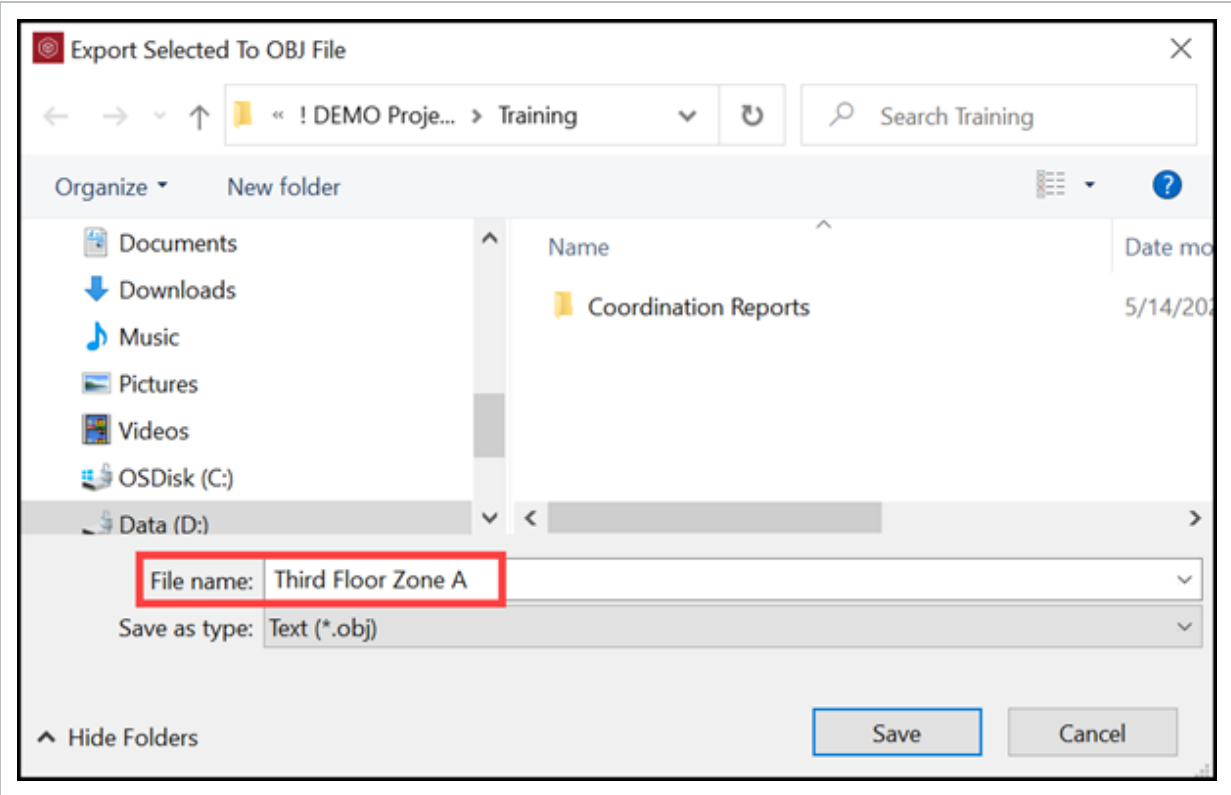 Export Selected To OBJ File
« ! DEMO Proje... > Training
Search Training
Organize
New folder
?
Documents
Downloads
Music
Pictures
Videos
OSDisk (C:)
Data (D:)
Name
Date mo
Coordination Reports
5/14/202
File name: Third Floor Zone A
Save as type: Text (*.obj)
Hide Folders
Save
Cancel